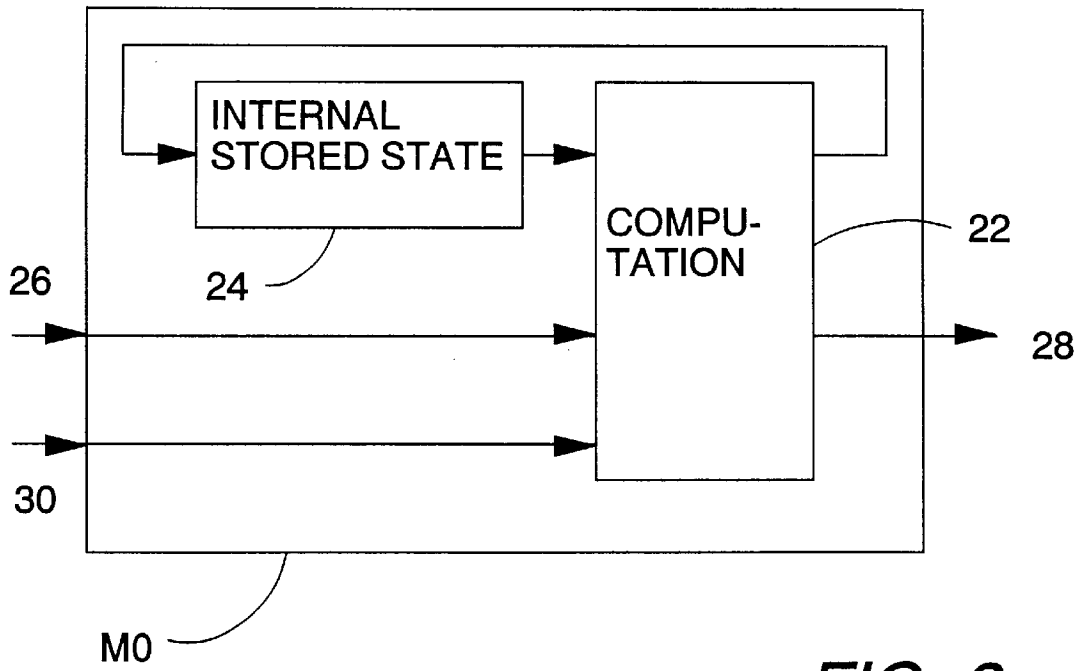 INTERNAL
STORED STATE
COMPU-
TATION
22
24
26
28
30
M0